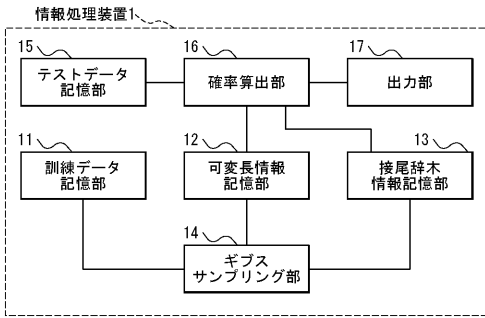 情報処理装置1
15
テストデータ
記憶部
16
確率算出部
17
出力部
11
訓練データ
記憶部
12
可変長情報
記憶部
13
接尾辞木
情報記憶部
14
ギブス
サンプリング部